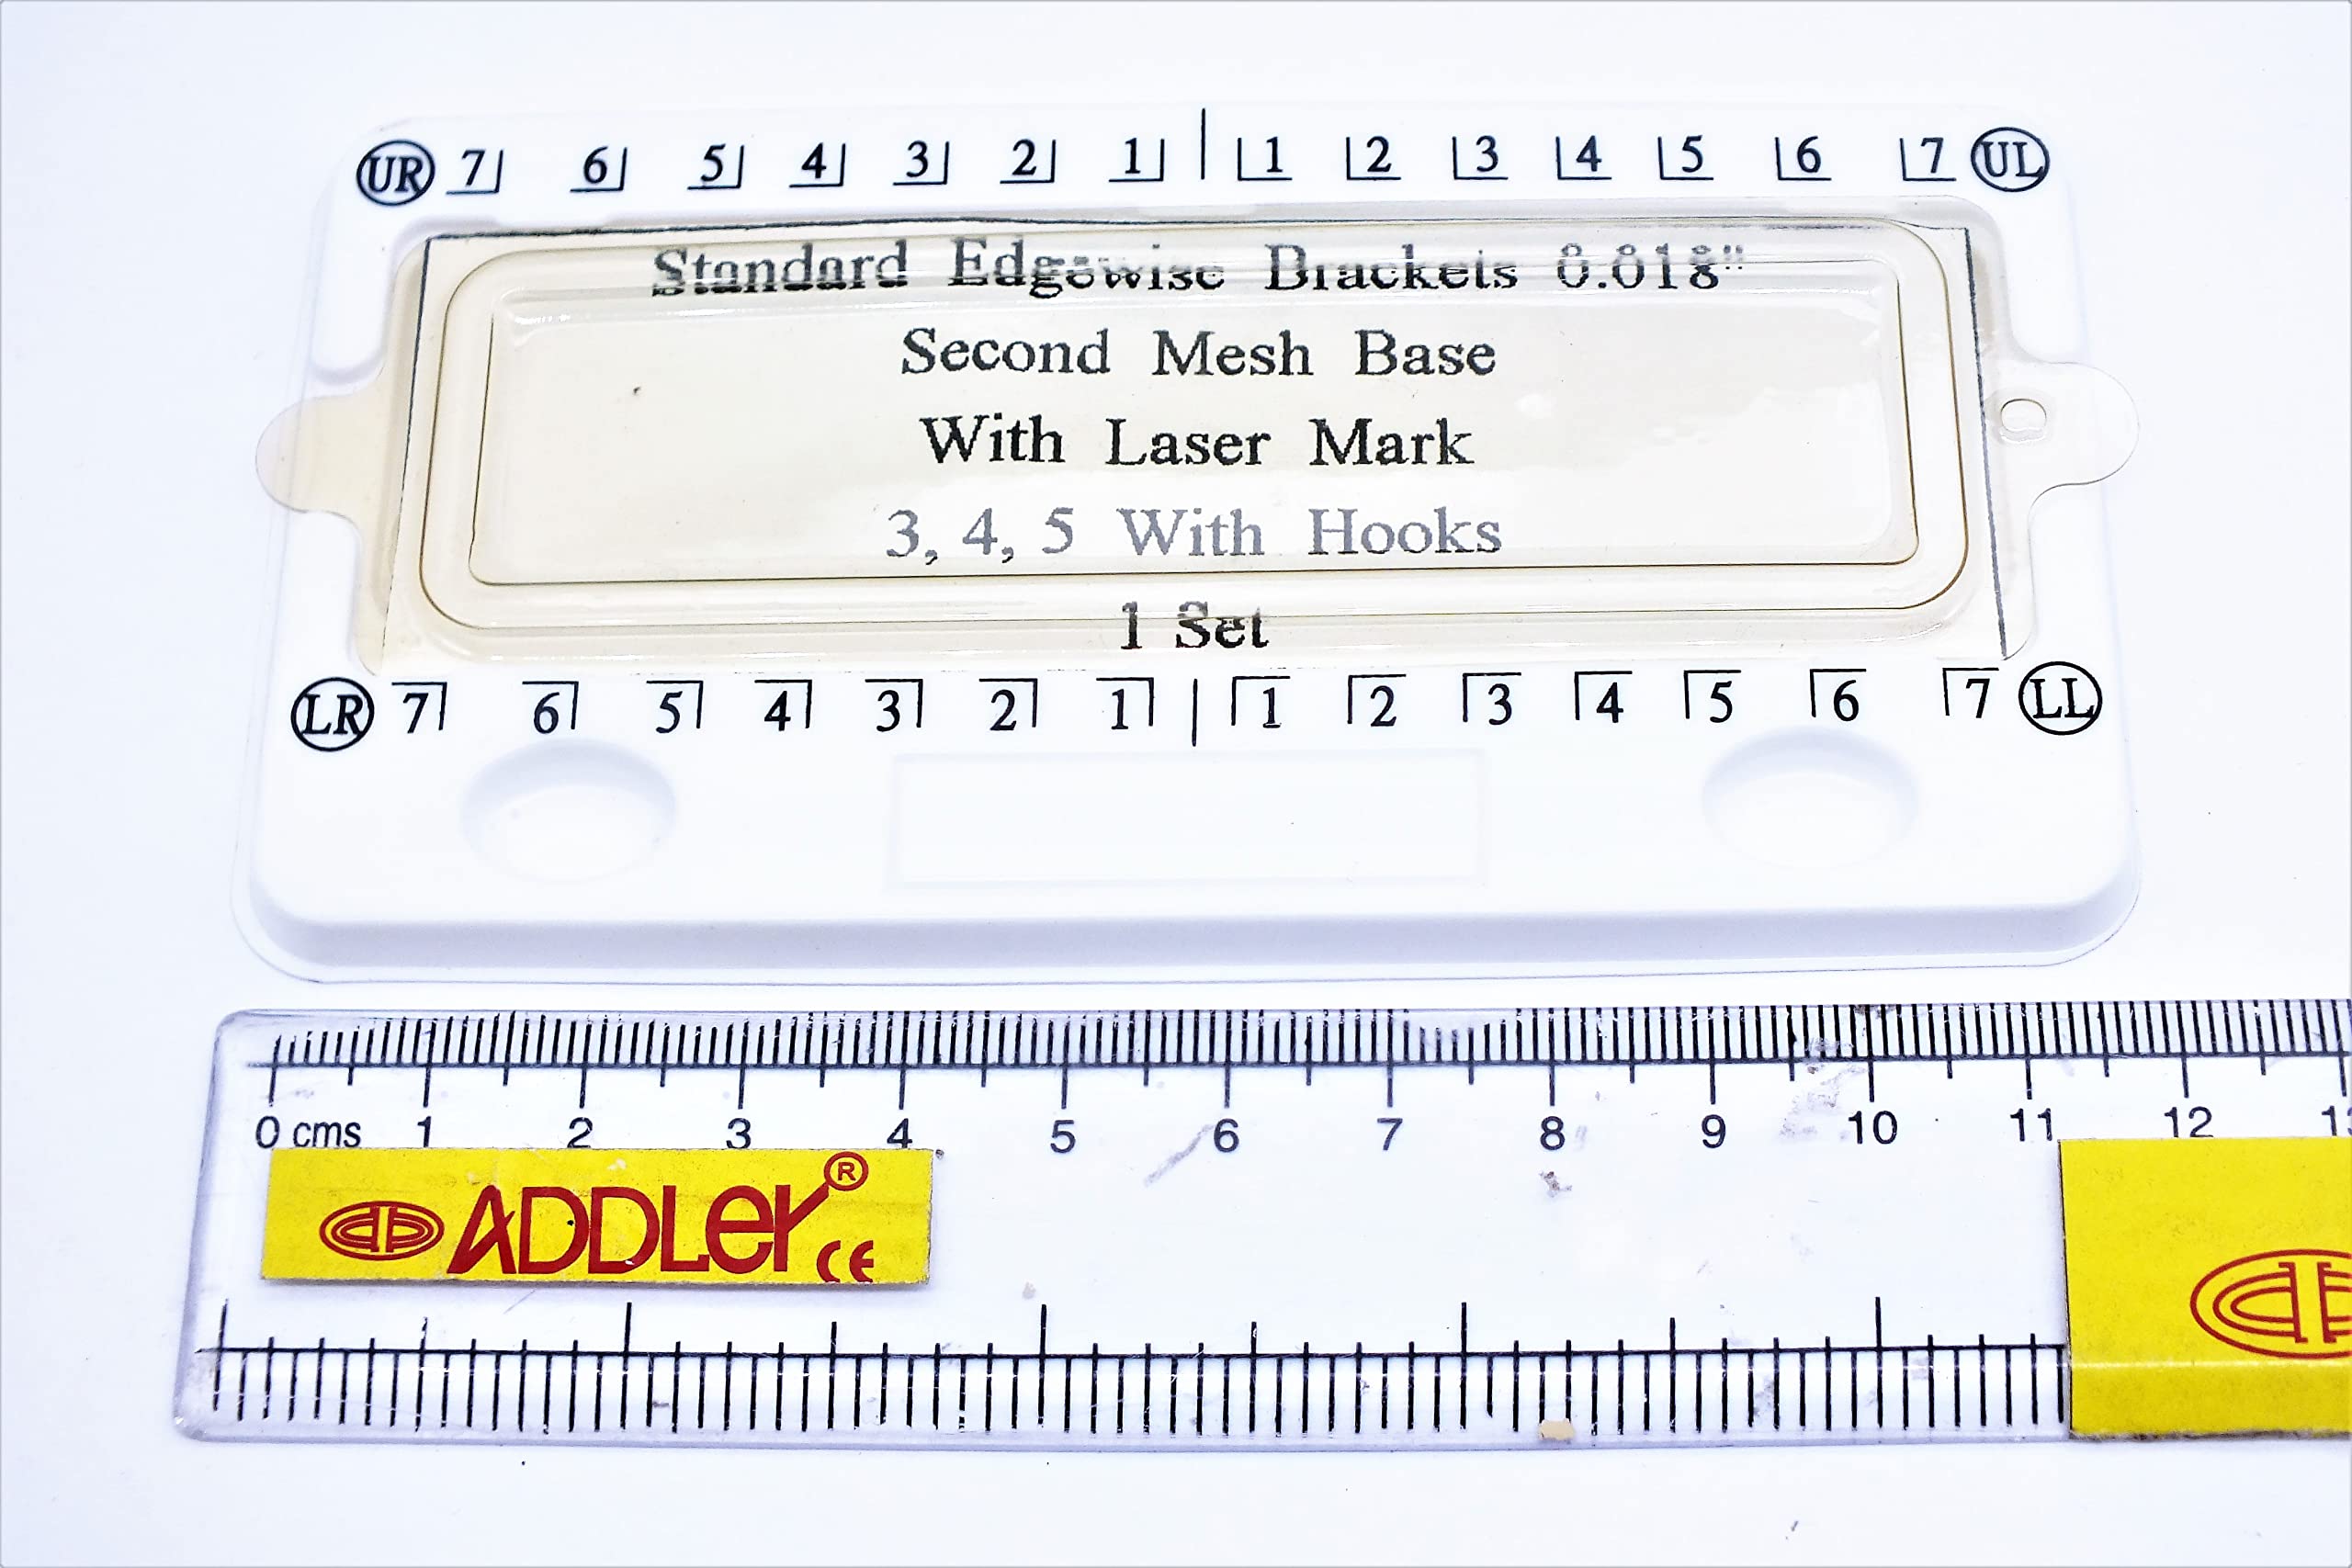 UR 7 6 5 4 3 2 1 | 1 2 3 4 5 6 7 UL
Standard Edgewise Brackets 0.018"
Second Mesh Base
With Laser Mark
3, 4, 5 With Hooks
1 Set
LR 7 6 5 4 3 2 1 | 1 2 3 4 5 6 7 LL
0 cms 1 2 3 4 5 6 7 8 9 10 11 12
ADDLer® CE